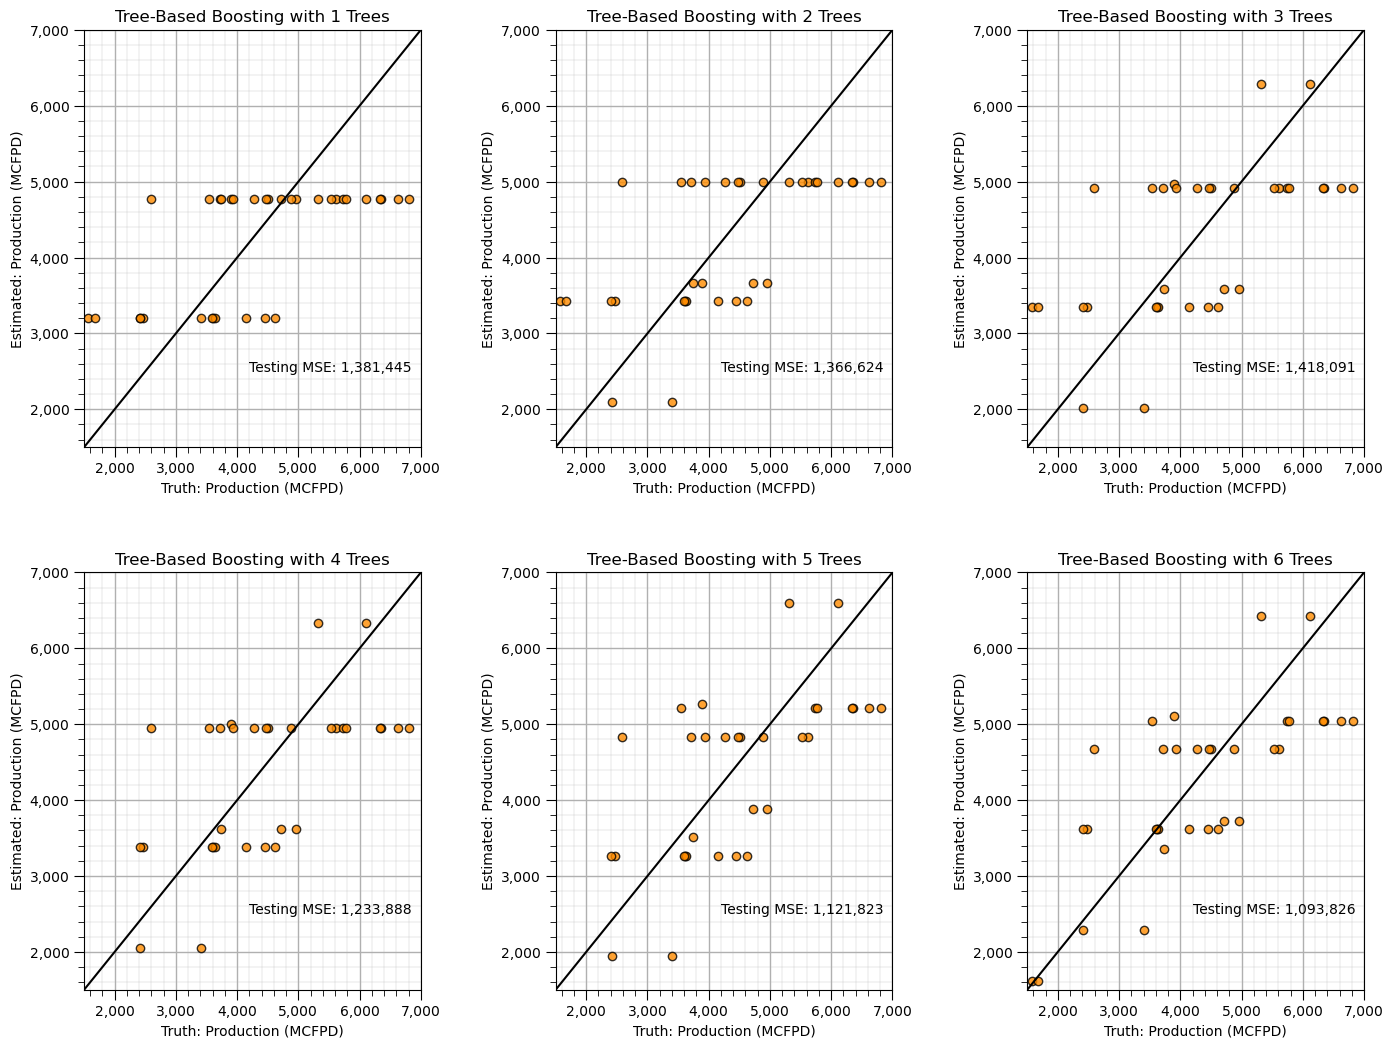 Tree-Based Boosting with 1 Trees
7,000
6,000
5,000
4,000
3,000
2,000
Estimated: Production (MCFPD)
Testing MSE: 1,381,445
2,000 3,000 4,000 5,000 6,000 7,000
Truth: Production (MCFPD)
Tree-Based Boosting with 2 Trees
7,000
6,000
5,000
4,000
3,000
2,000
Estimated: Production (MCFPD)
Testing MSE: 1,366,624
2,000 3,000 4,000 5,000 6,000 7,000
Truth: Production (MCFPD)
Tree-Based Boosting with 3 Trees
7,000
6,000
5,000
4,000
3,000
2,000
Estimated: Production (MCFPD)
Testing MSE: 1,418,091
2,000 3,000 4,000 5,000 6,000 7,000
Truth: Production (MCFPD)
Tree-Based Boosting with 4 Trees
7,000
6,000
5,000
4,000
3,000
2,000
Estimated: Production (MCFPD)
Testing MSE: 1,233,888
2,000 3,000 4,000 5,000 6,000 7,000
Truth: Production (MCFPD)
Tree-Based Boosting with 5 Trees
7,000
6,000
5,000
4,000
3,000
2,000
Estimated: Production (MCFPD)
Testing MSE: 1,121,823
2,000 3,000 4,000 5,000 6,000 7,000
Truth: Production (MCFPD)
Tree-Based Boosting with 6 Trees
7,000
6,000
5,000
4,000
3,000
2,000
Estimated: Production (MCFPD)
Testing MSE: 1,093,826
2,000 3,000 4,000 5,000 6,000 7,000
Truth: Production (MCFPD)